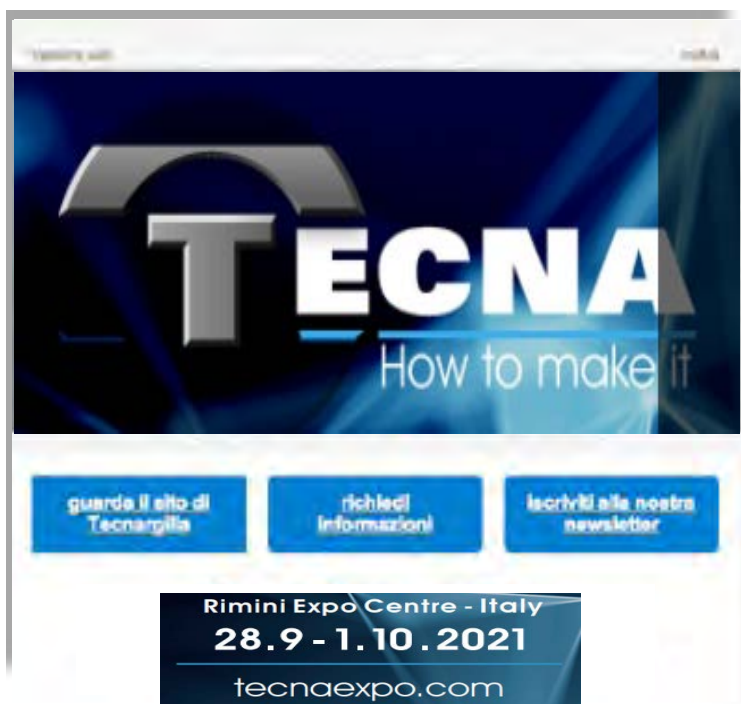 TECNA
How to make it
guarda il sito di
Tecnargilla
richiedi
informazioni
iscriviti alla nostra
newsletter
Rimini Expo Centre - Italy
28.9 - 1.10.2021
tecnaexpo.com